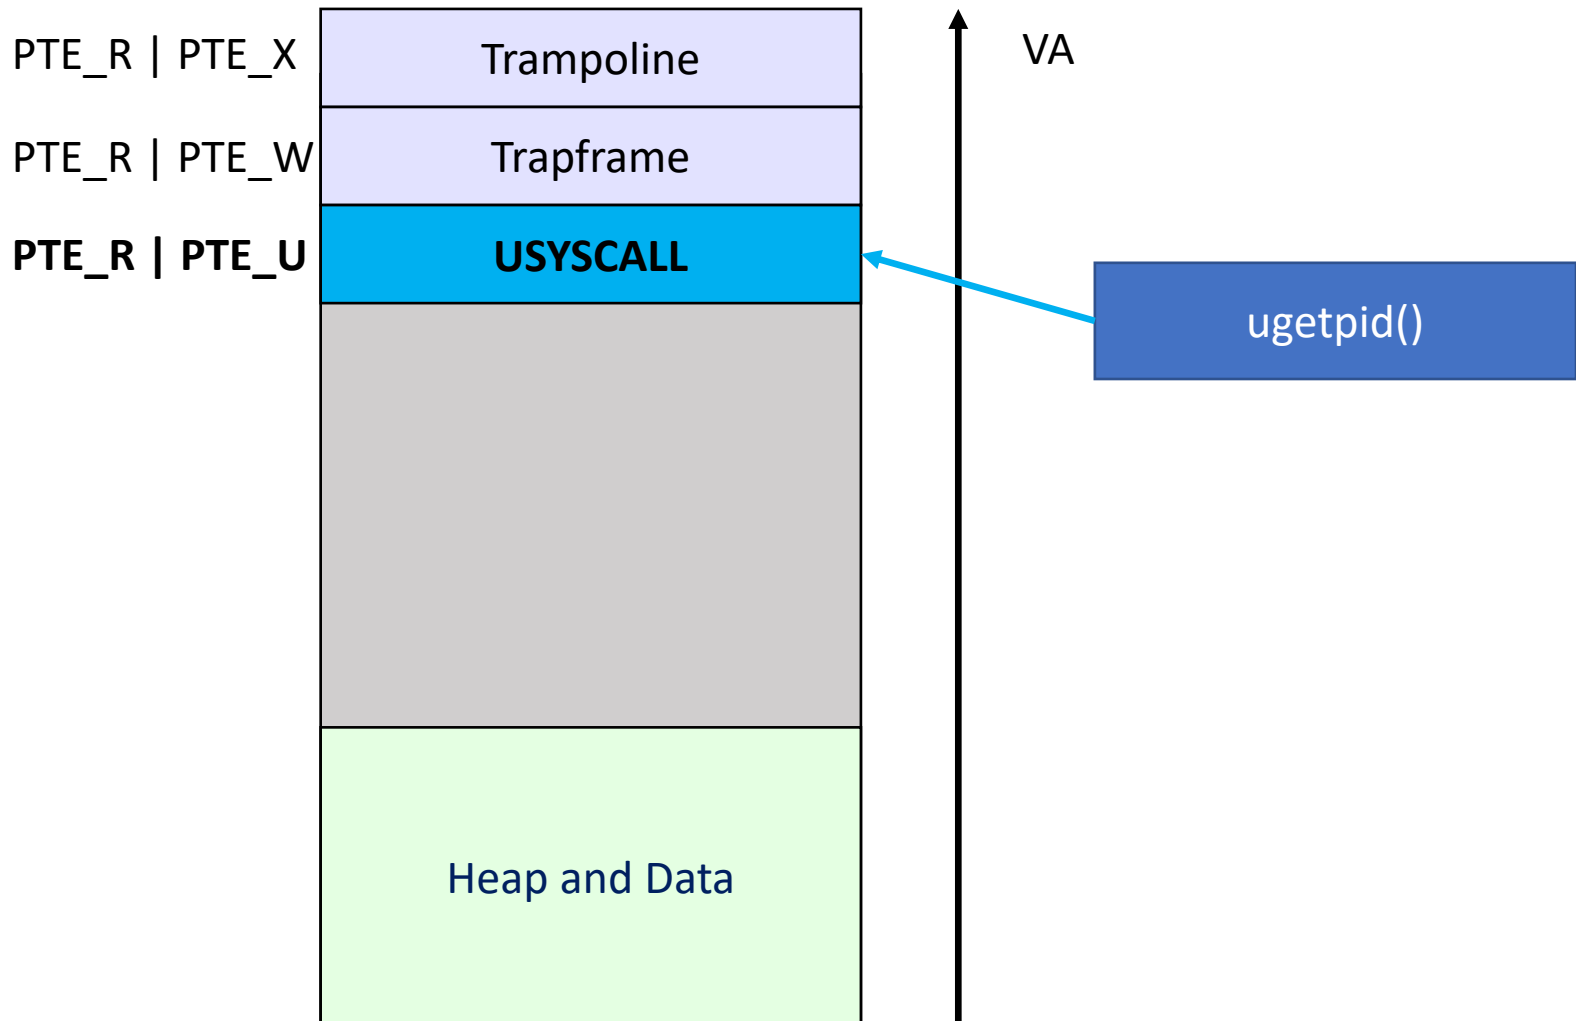 PTE_R | PTE_X
Trampoline
VA
PTE_R | PTE_W
Trapframe
PTE_R | PTE_U
USYSCALL
ugetpid()
Heap and Data